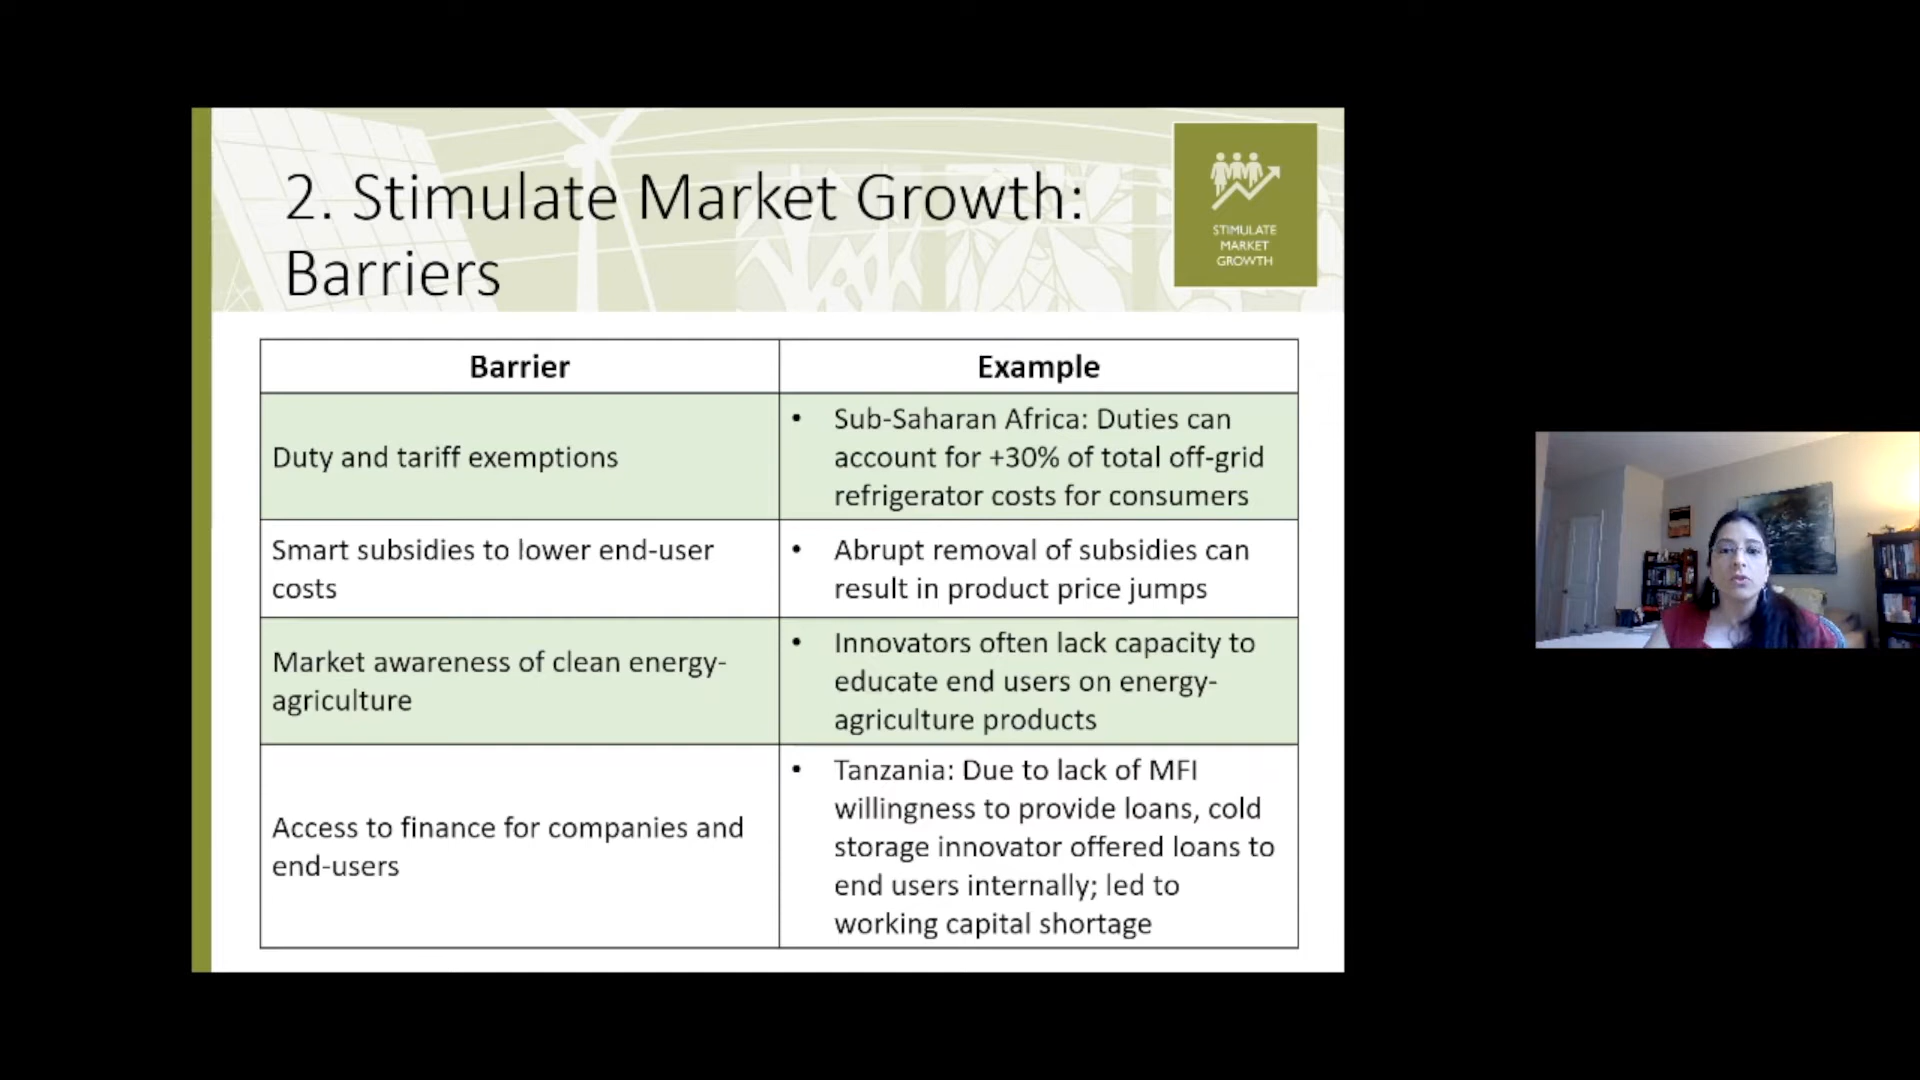 2. Stimulate Market Growth:
Barriers
STIMULATE
MARKET
GROWTH
Barrier
Example
Duty and tariff exemptions
• Sub-Saharan Africa: Duties can
account for +30% of total off-grid
refrigerator costs for consumers
Smart subsidies to lower end-user
costs
• Abrupt removal of subsidies can
result in product price jumps
Market awareness of clean energy-
agriculture
• Innovators often lack capacity to
educate end users on energy-
agriculture products
Access to finance for companies and
end-users
• Tanzania: Due to lack of MFI
willingness to provide loans, cold
storage innovator offered loans to
end users internally; led to
working capital shortage